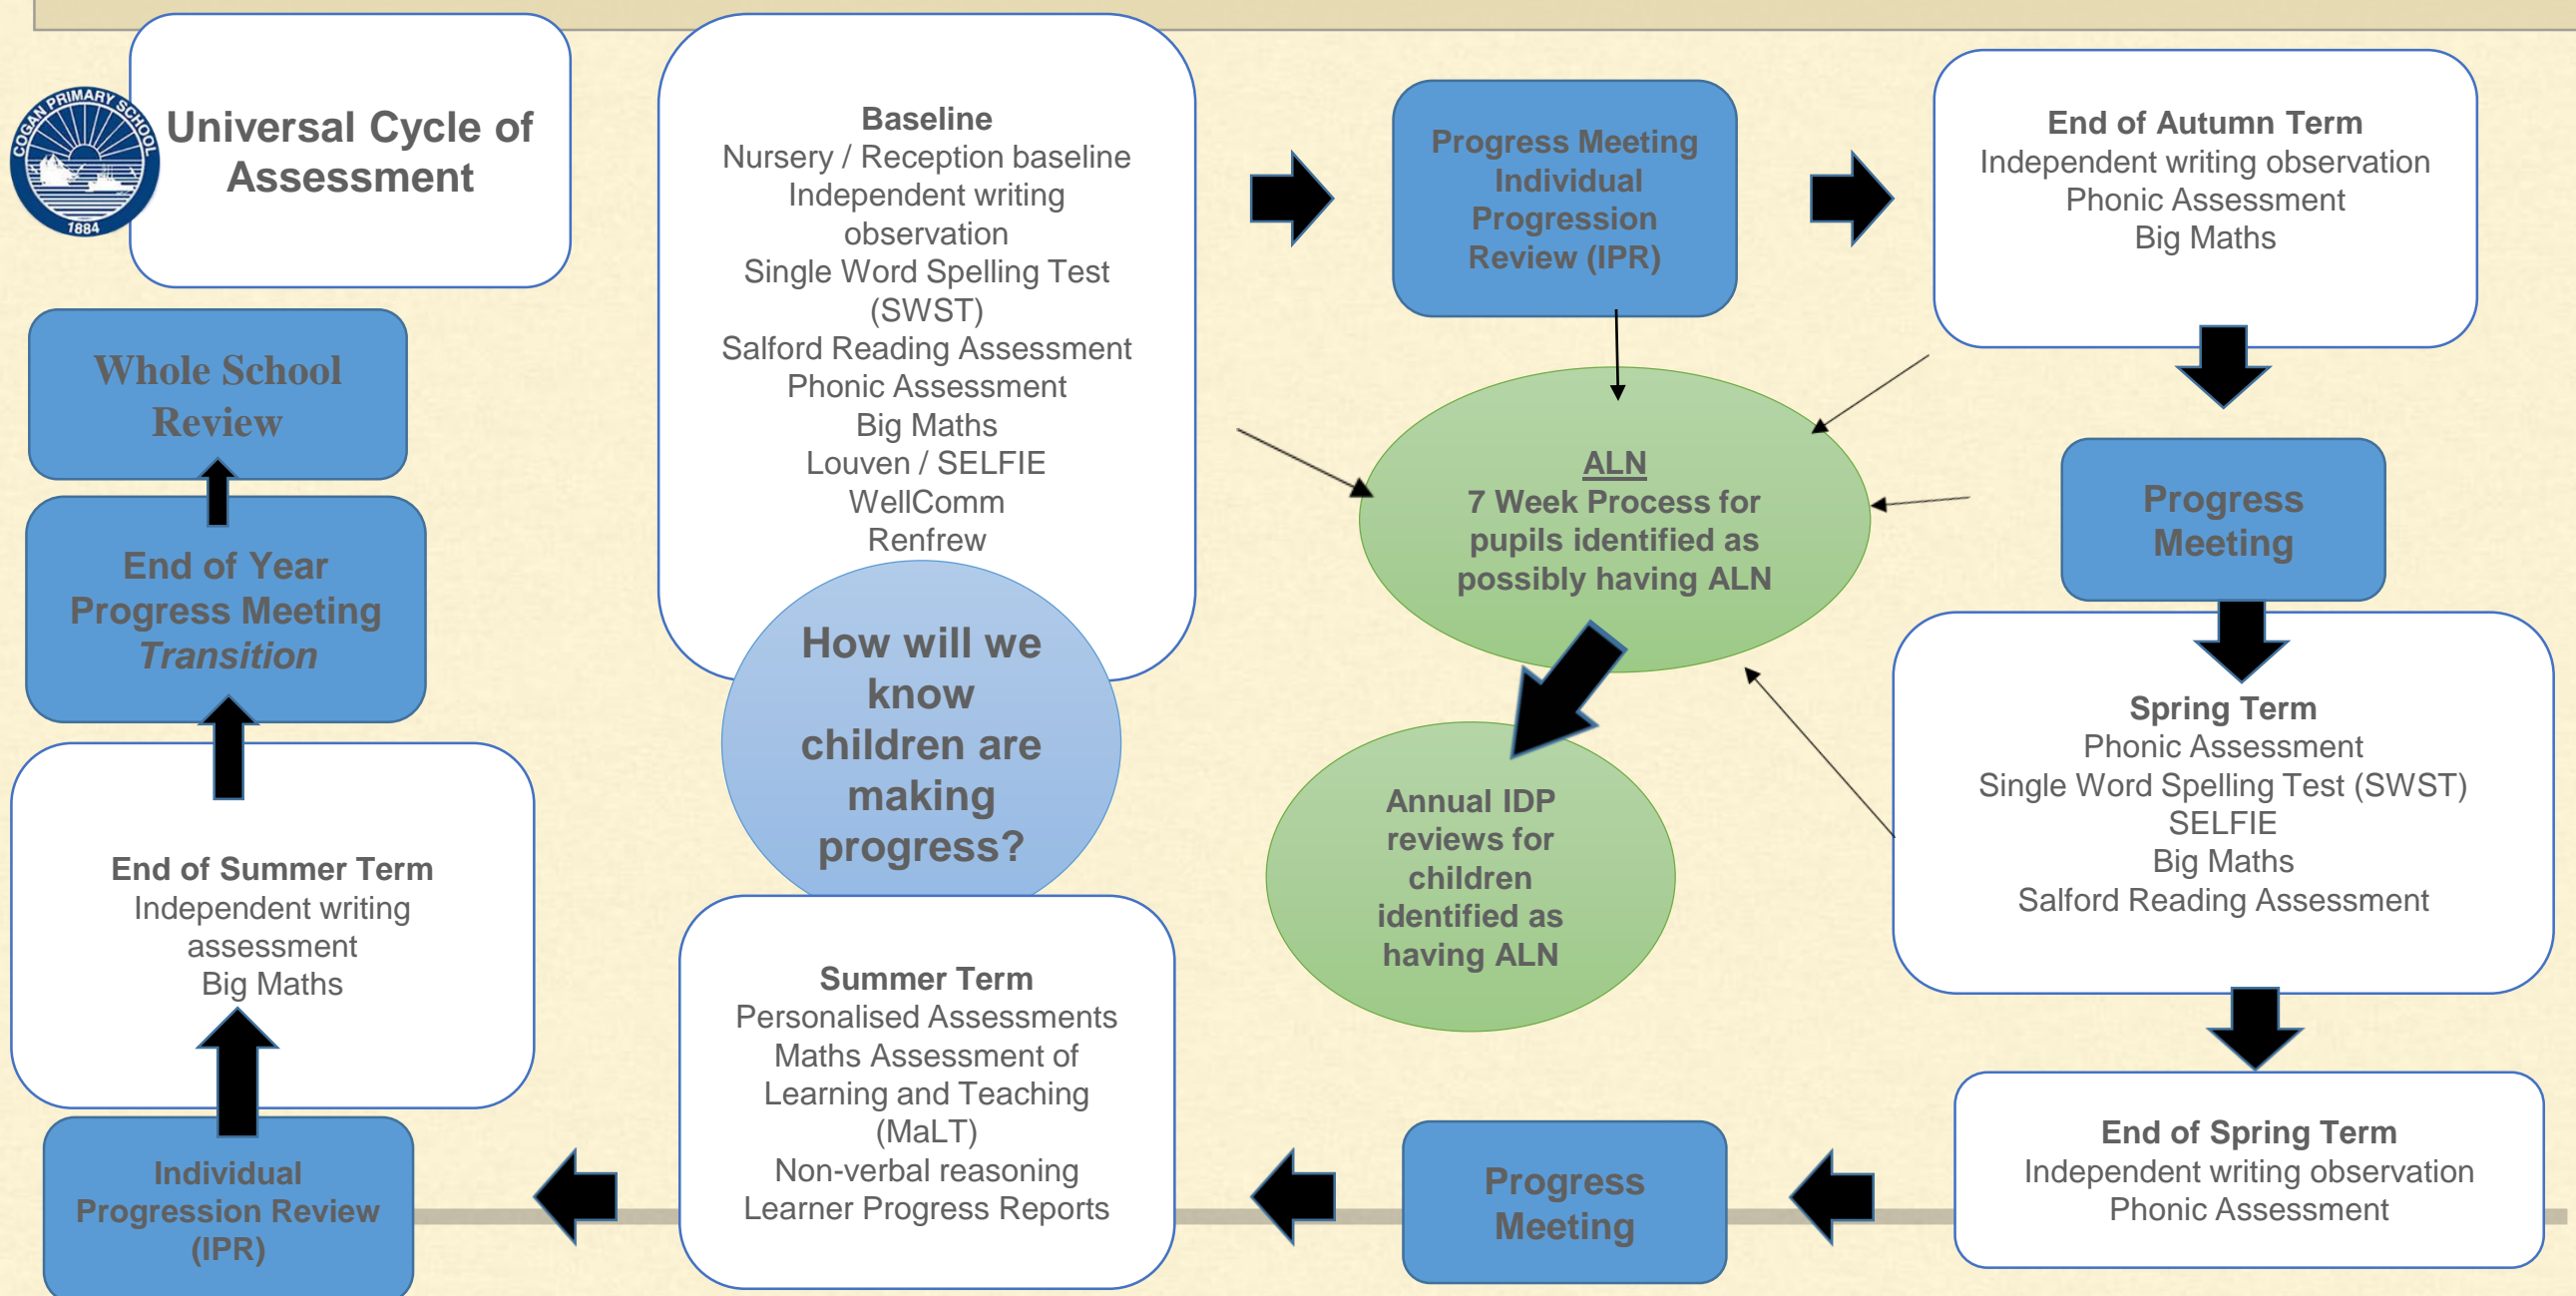 COGAN PRIMARY SCHOOL
1884
Universal Cycle of
Assessment
Baseline
Nursery / Reception baseline
Independent writing
observation
Single Word Spelling Test
(SWST)
Salford Reading Assessment
Phonic Assessment
Big Maths
Louven / SELFIE
WellComm
Renfrew
Progress Meeting
Individual
Progression
Review (IPR)
End of Autumn Term
Independent writing observation
Phonic Assessment
Big Maths
Progress
Meeting
Spring Term
Phonic Assessment
Single Word Spelling Test (SWST)
SELFIE
Big Maths
Salford Reading Assessment
End of Spring Term
Independent writing observation
Phonic Assessment
Progress
Meeting
Summer Term
Personalised Assessments
Maths Assessment of
Learning and Teaching
(MaLT)
Non-verbal reasoning
Learner Progress Reports
Individual
Progression Review
(IPR)
End of Summer Term
Independent writing
assessment
Big Maths
End of Year
Progress Meeting
Transition
Whole School
Review
How will we
know
children are
making
progress?
ALN
7 Week Process for
pupils identified as
possibly having ALN
Annual IDP
reviews for
children
identified as
having ALN